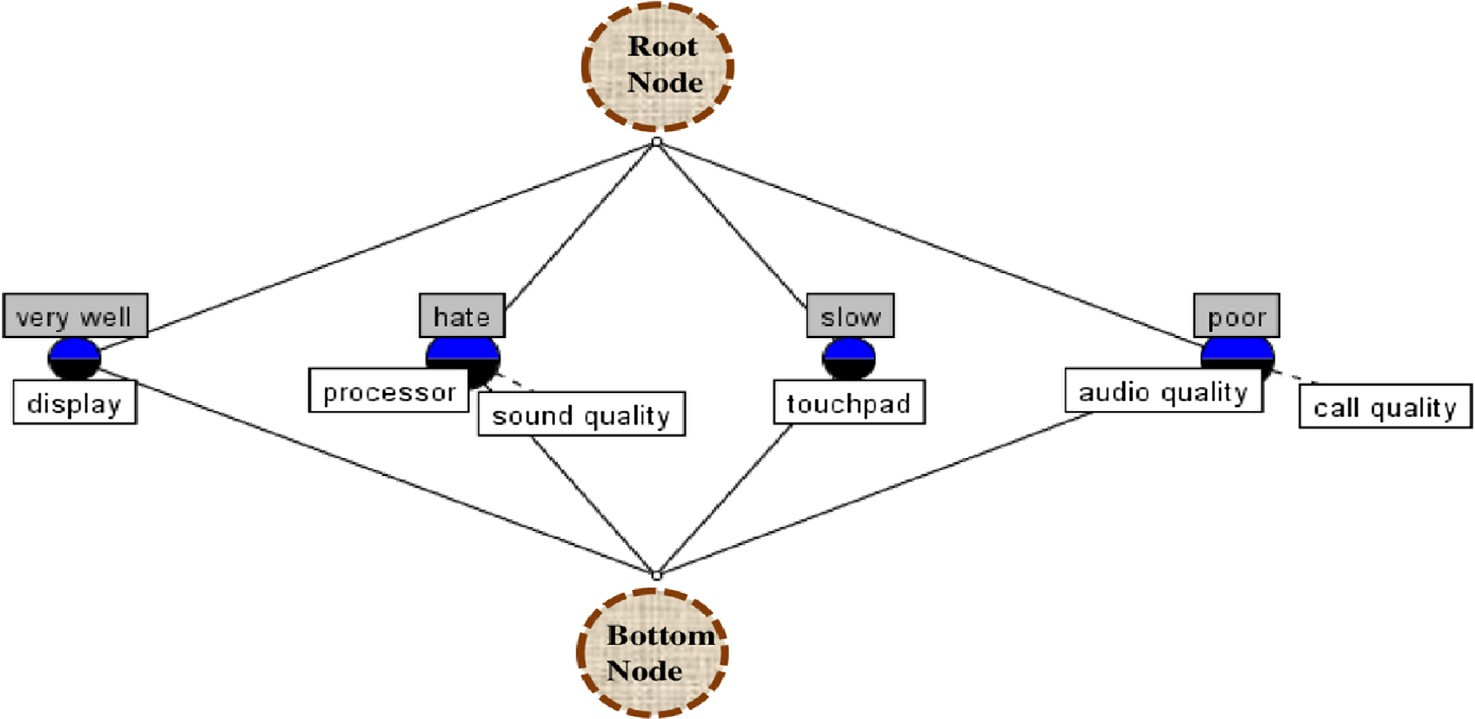 Root
Node
very well
hate
slow
poor
display
processor
sound quality
touchpad
audio quality
call quality
Bottom
Node